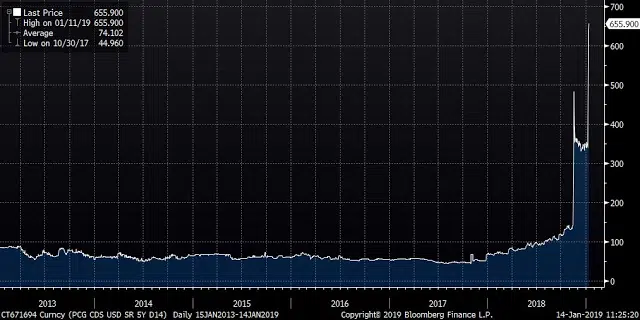 Last Price 655.900
High on 01/11/19 655.900
Average 74.102
Low on 10/30/17 44.960
700
655.900
600
500
400
300
200
100
0
2013 2014 2015 2016 2017 2018
CT671694 Curncy (PCG CDS USD SR 5Y D14) Daily 15JAN2013-14JAN2019 Copyright© 2019 Bloomberg Finance L.P. 14-Jan-2019 11:25:20